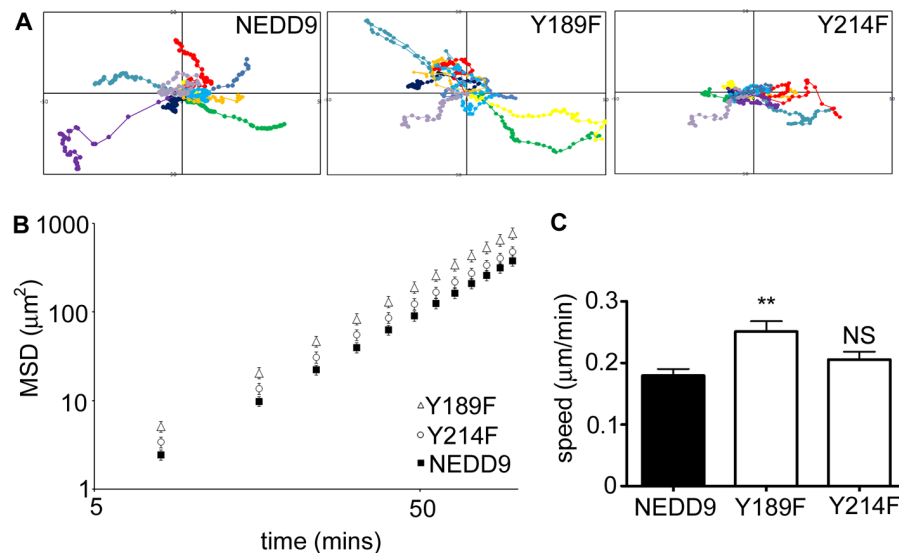 A
NEDD9
Y189F
Y214F
B
1000
100
10
1
MSD (μm²)
5
50
time (mins)
Y189F
Y214F
NEDD9
C
0.3
0.2
0.1
0
speed (μm/min)
**
NS
NEDD9
Y189F
Y214F